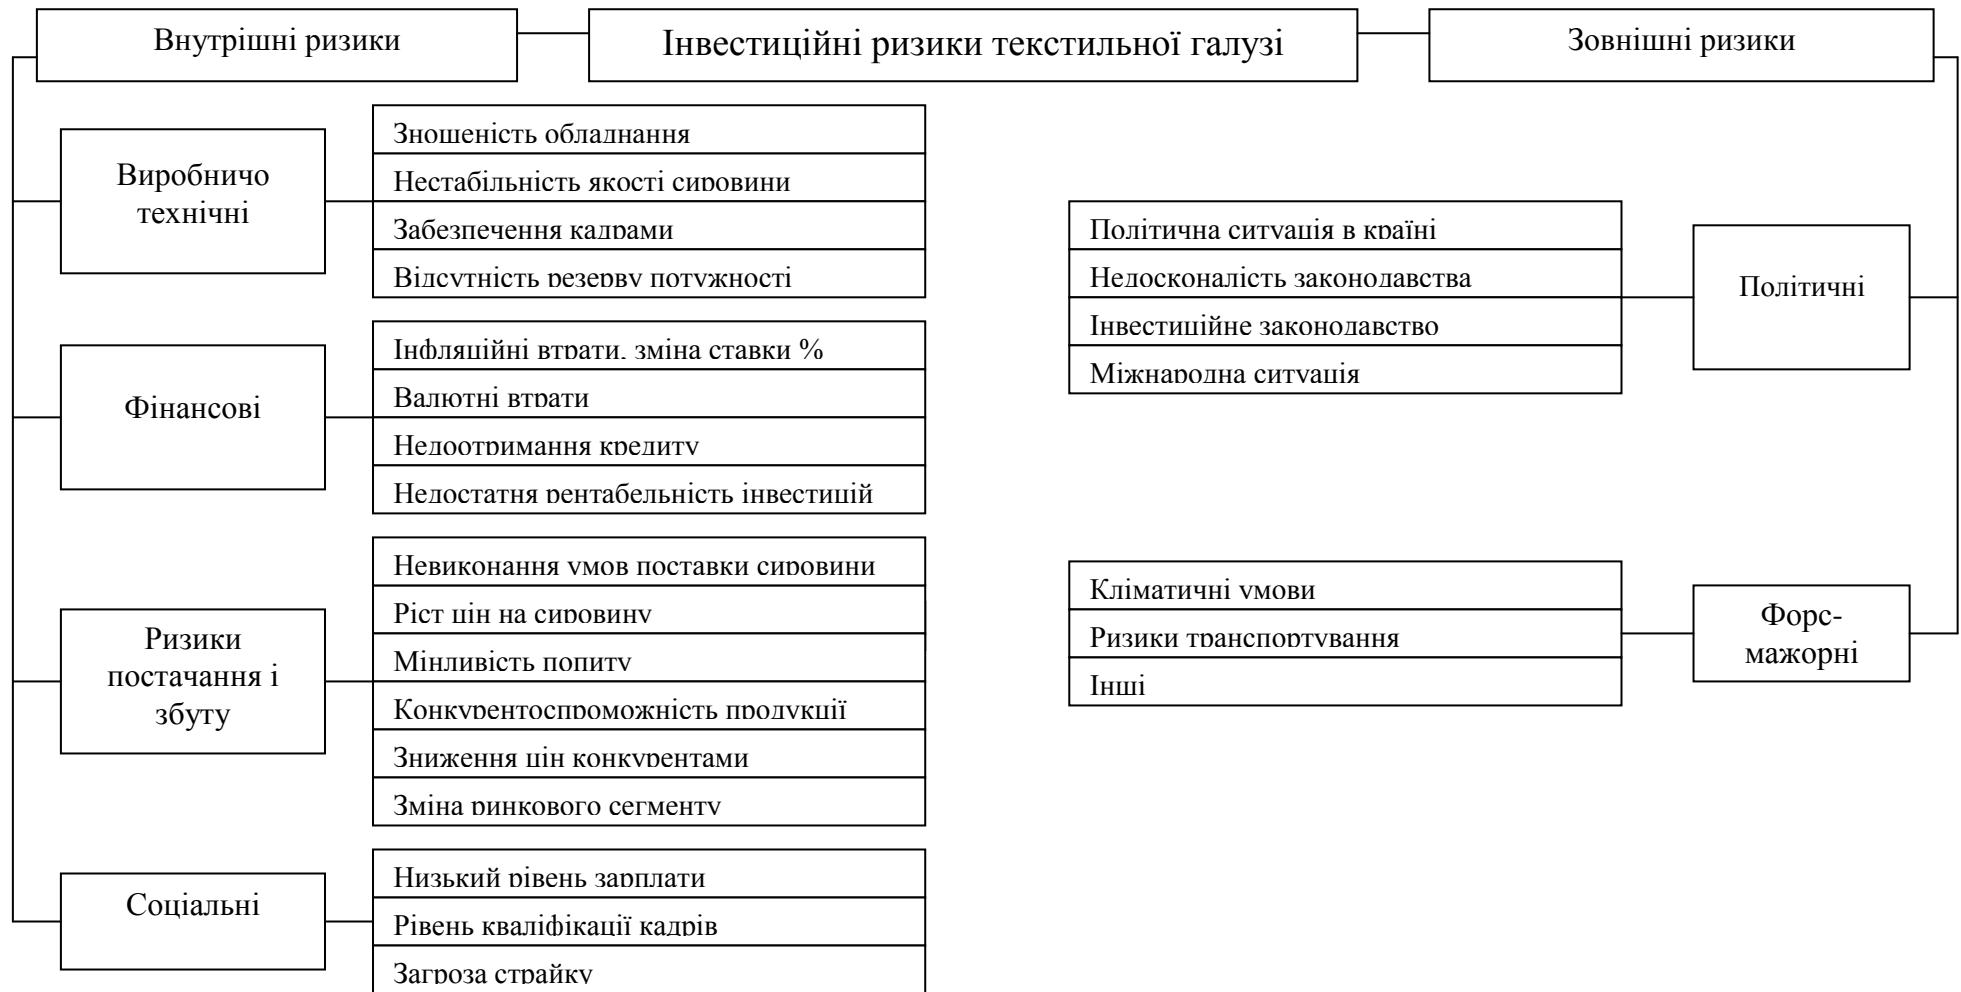 Внутрішні ризики
Інвестиційні ризики текстильної галузі
Зовнішні ризики
Виробничо
технічні
Зношеність обладнання
Нестабільність якості сировини
Забезпечення кадрами
Відсутність резерву потужності
Фінансові
Інфляційні втрати, зміна ставки %
Валютні втрати
Недоотримання кредиту
Недостатня рентабельність інвестицій
Ризики
постачання і
збуту
Невиконання умов поставки сировини
Ріст цін на сировину
Мінливість попиту
Конкурентоспроможність продукції
Зниження цін конкурентами
Зміна ринкового сегменту
Соціальні
Низький рівень зарплати
Рівень кваліфікації кадрів
Загроза страйку
Політична ситуація в країні
Недосконалість законодавства
Інвестиційне законодавство
Міжнародна ситуація
Політичні
Кліматичні умови
Ризики транспортування
Інші
Форс-
мажорні